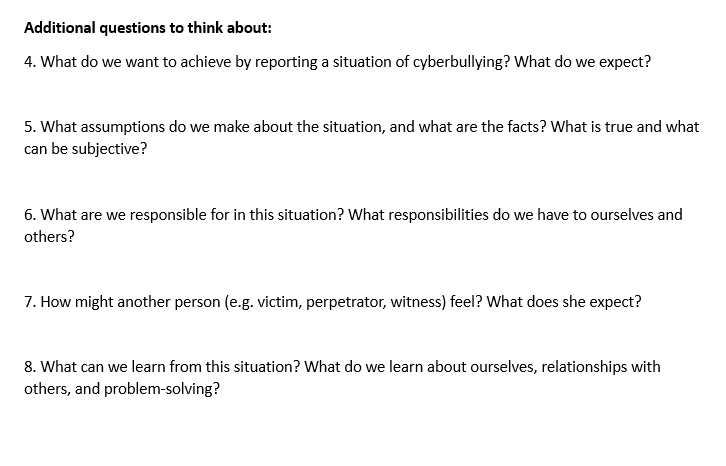 Additional questions to think about:
4. What do we want to achieve by reporting a situation of cyberbullying? What do we expect?
5. What assumptions do we make about the situation, and what are the facts? What is true and what
can be subjective?
6. What are we responsible for in this situation? What responsibilities do we have to ourselves and
others?
7. How might another person (e.g. victim, perpetrator, witness) feel? What does she expect?
8. What can we learn from this situation? What do we learn about ourselves, relationships with
others, and problem-solving?